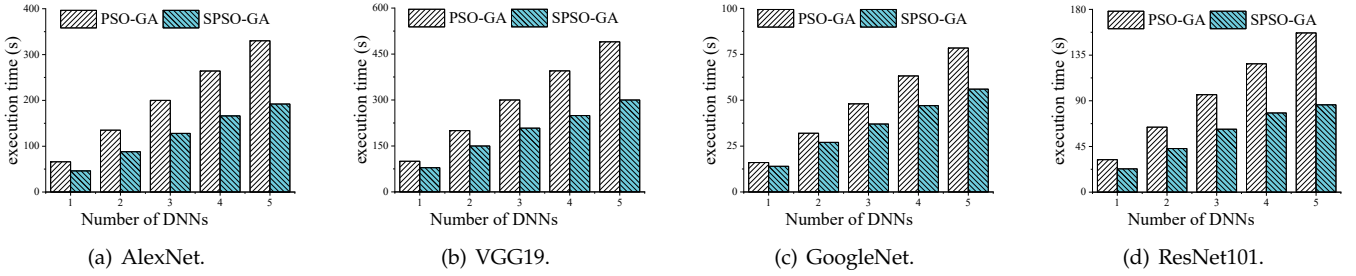 PSO-GA SPSO-GA
execution time (s)
400
300
200
100
0
1 2 3 4 5
Number of DNNs
(a) AlexNet.
PSO-GA SPSO-GA
execution time (s)
600
450
300
150
0
1 2 3 4 5
Number of DNNs
(b) VGG19.
PSO-GA SPSO-GA
execution time (s)
100
75
50
25
0
1 2 3 4 5
Number of DNNs
(c) GoogleNet.
PSO-GA SPSO-GA
execution time (s)
180
135
90
45
0
1 2 3 4 5
Number of DNNs
(d) ResNet101.